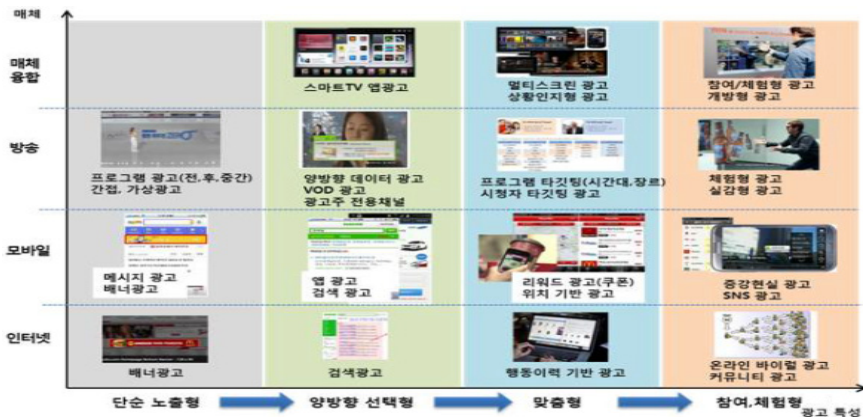 매체
매체
융합
스마트TV 앱광고
멀티스크린 광고
상황인지형 광고
참여/체험형 광고
개방형 광고
방송
프로그램 광고(전,후,중간)
간접, 가상광고
양방향 데이터 광고
VOD 광고
광고주 전용채널
프로그램 타깃팅(시간대,장르)
시청자 타깃팅 광고
체험형 광고
실감형 광고
모바일
메시지 광고
배너광고
앱 광고
검색 광고
리워드 광고(쿠폰)
위치 기반 광고
증강현실 광고
SNS 광고
인터넷
배너광고
검색광고
행동이력 기반 광고
온라인 바이럴 광고
커뮤니티 광고
단순 노출형
양방향 선택형
맞춤형
참여,체험형
광고 특성